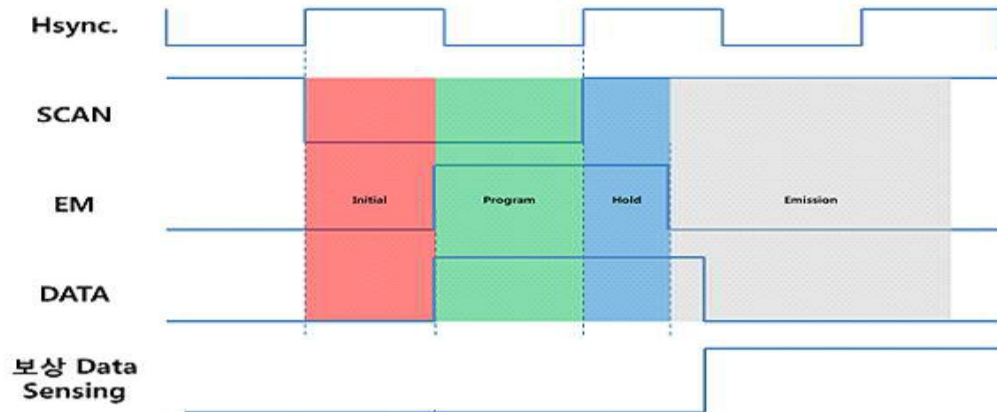 Hsync.
SCAN
EM
Initial Program Hold Emission
DATA
보상 Data
Sensing